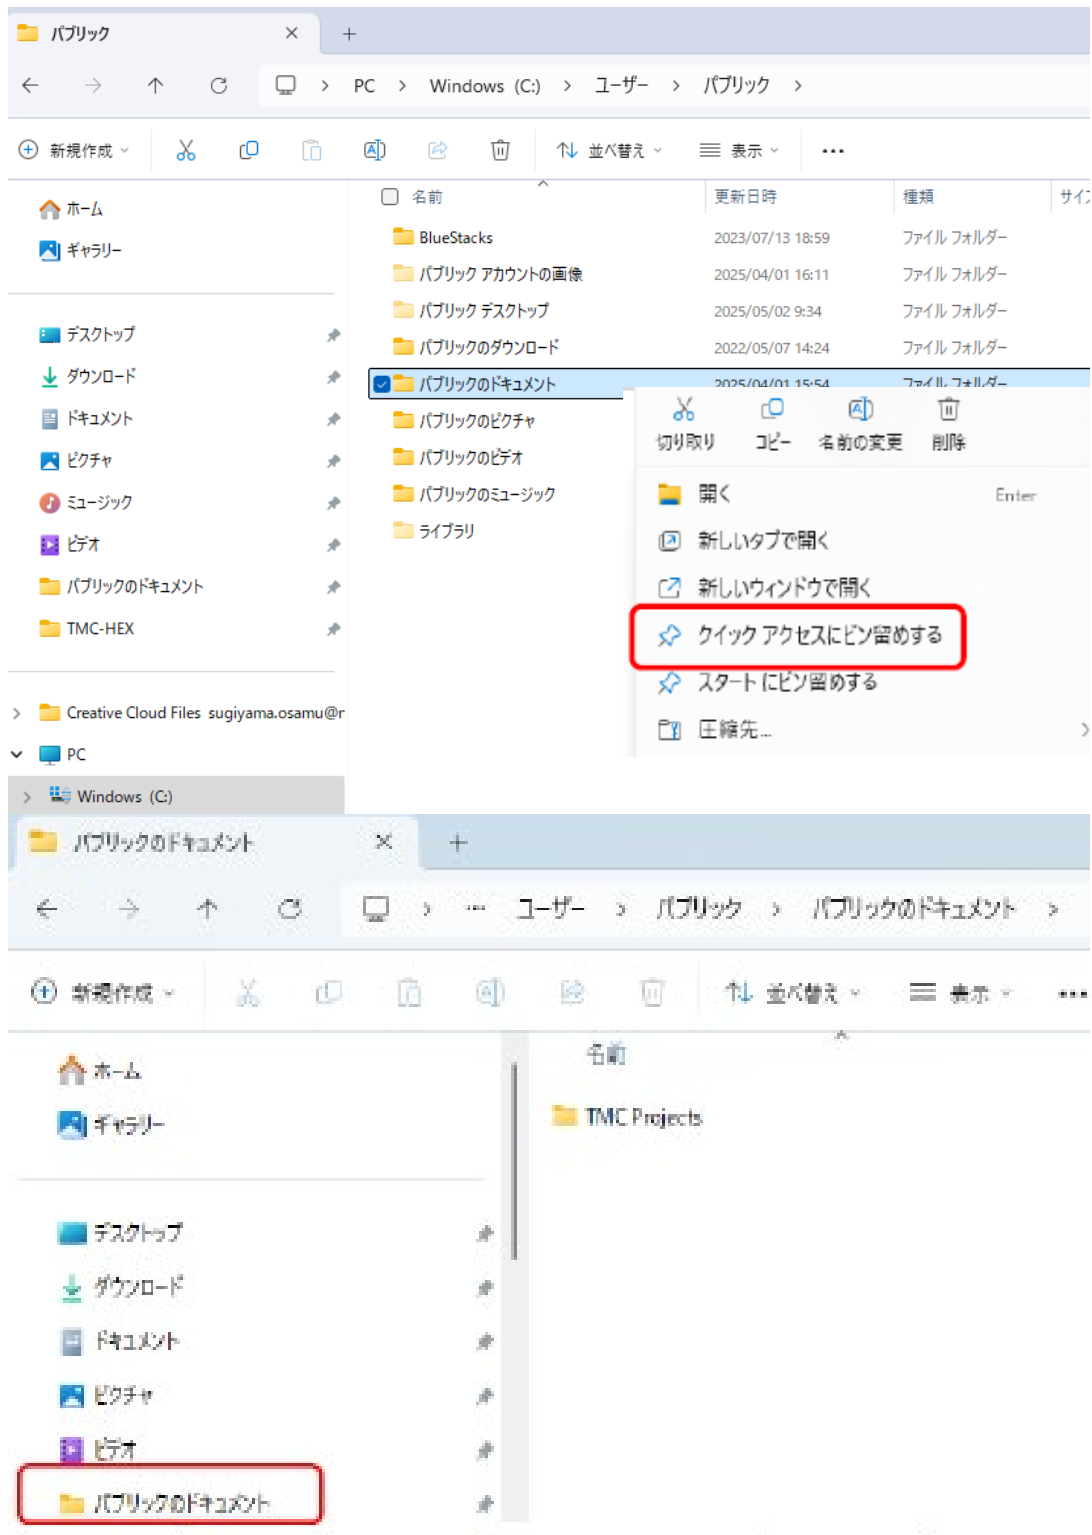 パブリック
PC > Windows (C:) > ユーザー > パブリック >
新規作成 並べ替え 表示 ...
名前 更新日時 種類
ホーム
ギャラリー
デスクトップ
ダウンロード
ドキュメント
ピクチャ
ミュージック
ビデオ
パブリックのドキュメント
TMC-HEX
Creative Cloud Files sugiyama.osamu@
PC
Windows (C:)
BlueStacks 2023/07/13 18:59 ファイル フォルダー
パブリック アカウントの画像 2025/04/01 16:11 ファイル フォルダー
パブリック デスクトップ 2025/05/02 9:34 ファイル フォルダー
パブリックのダウンロード 2022/05/07 14:24 ファイル フォルダー
パブリックのドキュメント 2025/04/01 15:54 ファイル フォルダー
パブリックのピクチャ
パブリックのビデオ
パブリックのミュージック
ライブラリ
切り取り コピー 名前の変更 削除
開く Enter
新しいタブで開く
新しいウィンドウで開く
クイック アクセスにピン留めする
スタート にピン留めする
圧縮先...
パブリックのドキュメント
> ... ユーザー > パブリック > パブリックのドキュメント >
新規作成 並べ替え 表示 ...
名前
ホーム
ギャラリー
TMC Projects
デスクトップ
ダウンロード
ドキュメント
ピクチャ
ビデオ
パブリックのドキュメント